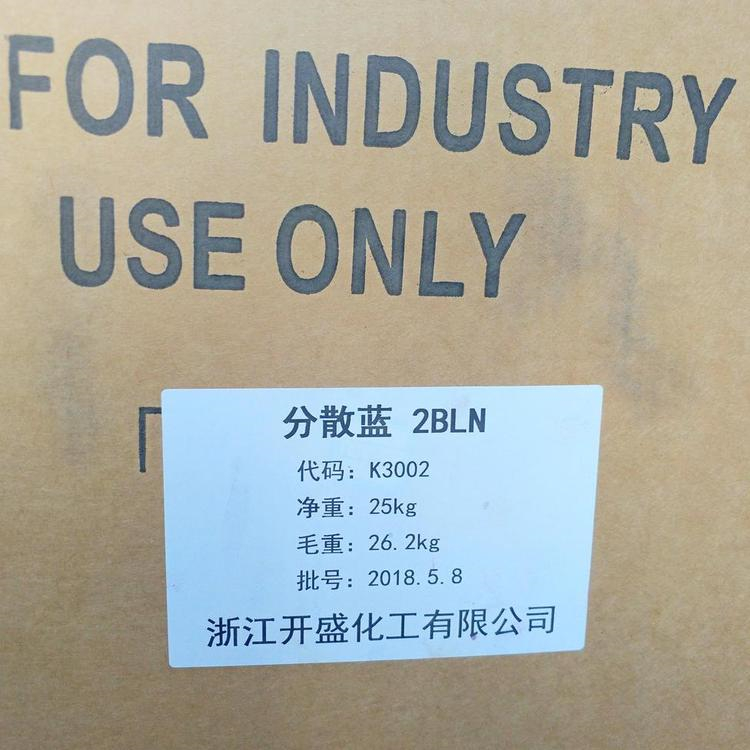 FOR INDUSTRY
USE ONLY
分散蓝 2BLN
代码：K3002
净重：25kg
毛重：26.2kg
批号：2018.5.8
浙江开盛化工有限公司